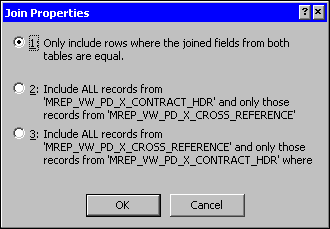 Join Properties
1: Only include rows where the joined fields from both
tables are equal.
2: Include ALL records from
'MREP_VW_PD_X_CONTRACT_HDR' and only those
records from 'MREP_VW_PD_X_CROSS_REFERENCE'
3: Include ALL records from
'MREP_VW_PD_X_CROSS_REFERENCE' and only those
records from 'MREP_VW_PD_X_CONTRACT_HDR' where
OK
Cancel